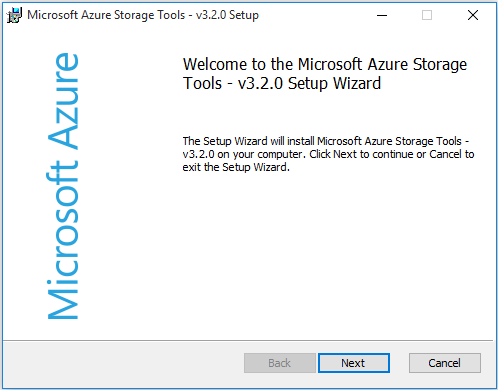 Microsoft Azure Storage Tools - v3.2.0 Setup
Microsoft Azure
Welcome to the Microsoft Azure Storage
Tools - v3.2.0 Setup Wizard
The Setup Wizard will install Microsoft Azure Storage Tools -
v3.2.0 on your computer. Click Next to continue or Cancel to
exit the Setup Wizard.
Back Next Cancel